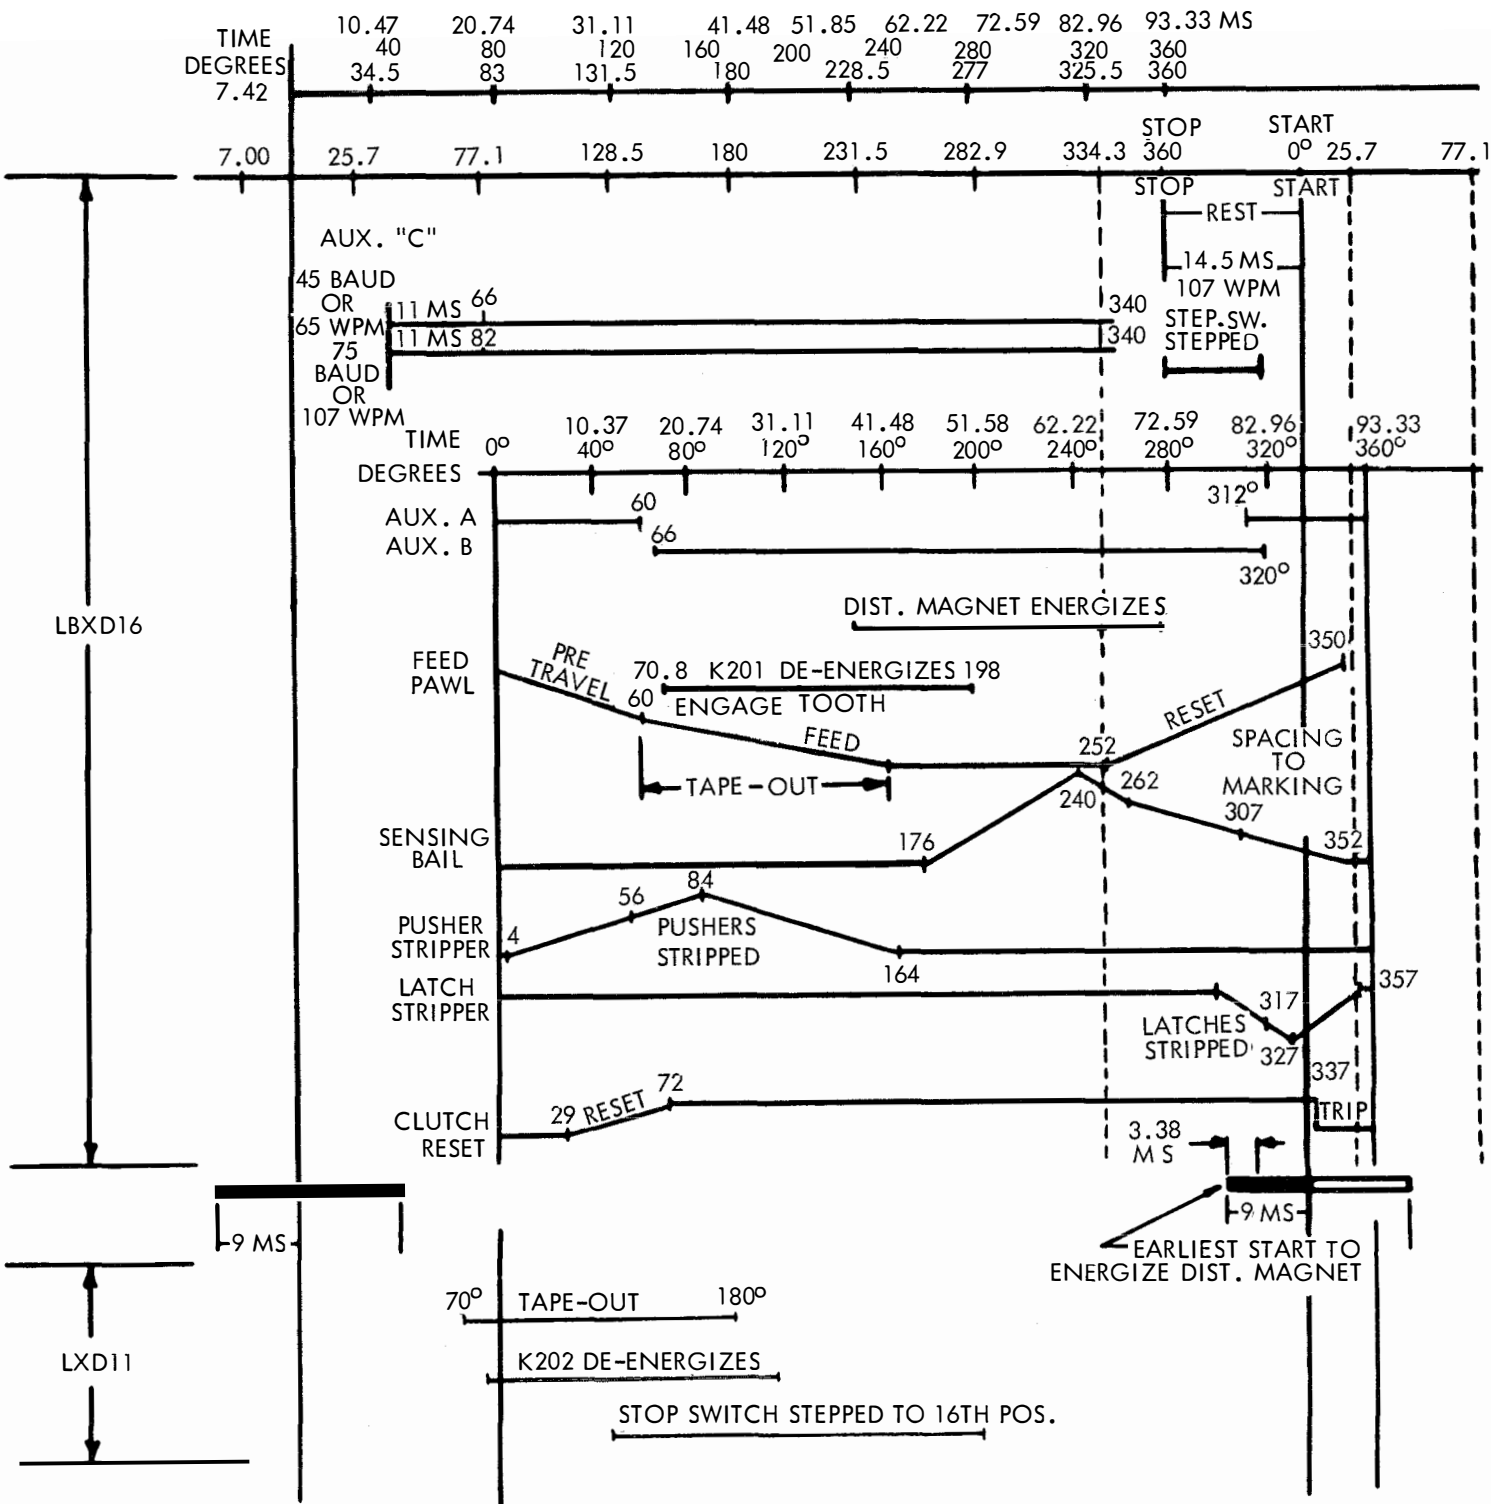 10.47 20.74 31.11 41.48 51.85 62.22 72.59 82.96 93.33 MS
TIME 40 80 120 160 200 240 280 320 360
DEGREES 34.5 83 131.5 180 228.5 277 325.5 360
7.42
STOP START
7.00 25.7 77.1 128.5 180 231.5 282.9 334.3 360 0° 25.7 77.1
STOP START
REST
AUX. "C"
14.5 MS
107 WPM
45 BAUD
OR
65 WPM
11 MS 66 340
11 MS 82 340
75
BAUD
OR
107 WPM
STEP.SW.
STEPPED
TIME 10.37 20.74 31.11 41.48 51.58 62.22 72.59 82.96 93.33
DEGREES 0° 40° 80° 120° 160° 200° 240° 280° 320° 360°
AUX. A 60 312°
AUX. B 66 320°
LBXD16
DIST. MAGNET ENERGIZES
FEED
PAWL
PRE
TRAVEL
60
70.8 K201 DE-ENERGIZES 198
ENGAGE TOOTH
FEED
252
RESET
350
TAPE-OUT
SPACING
TO
MARKING
SENSING
BAIL
176
240
262
307
352
PUSHER
STRIPPER
4
56
84
PUSHERS
STRIPPED
164
LATCH
STRIPPER
LATCHES
STRIPPED
317
327
357
CLUTCH
RESET
29 RESET 72
337
TRIP
3.38
MS
9 MS
9 MS
EARLIEST START TO
ENERGIZE DIST. MAGNET
LXD11
70° TAPE-OUT 180°
K202 DE-ENERGIZES
STOP SWITCH STEPPED TO 16TH POS.